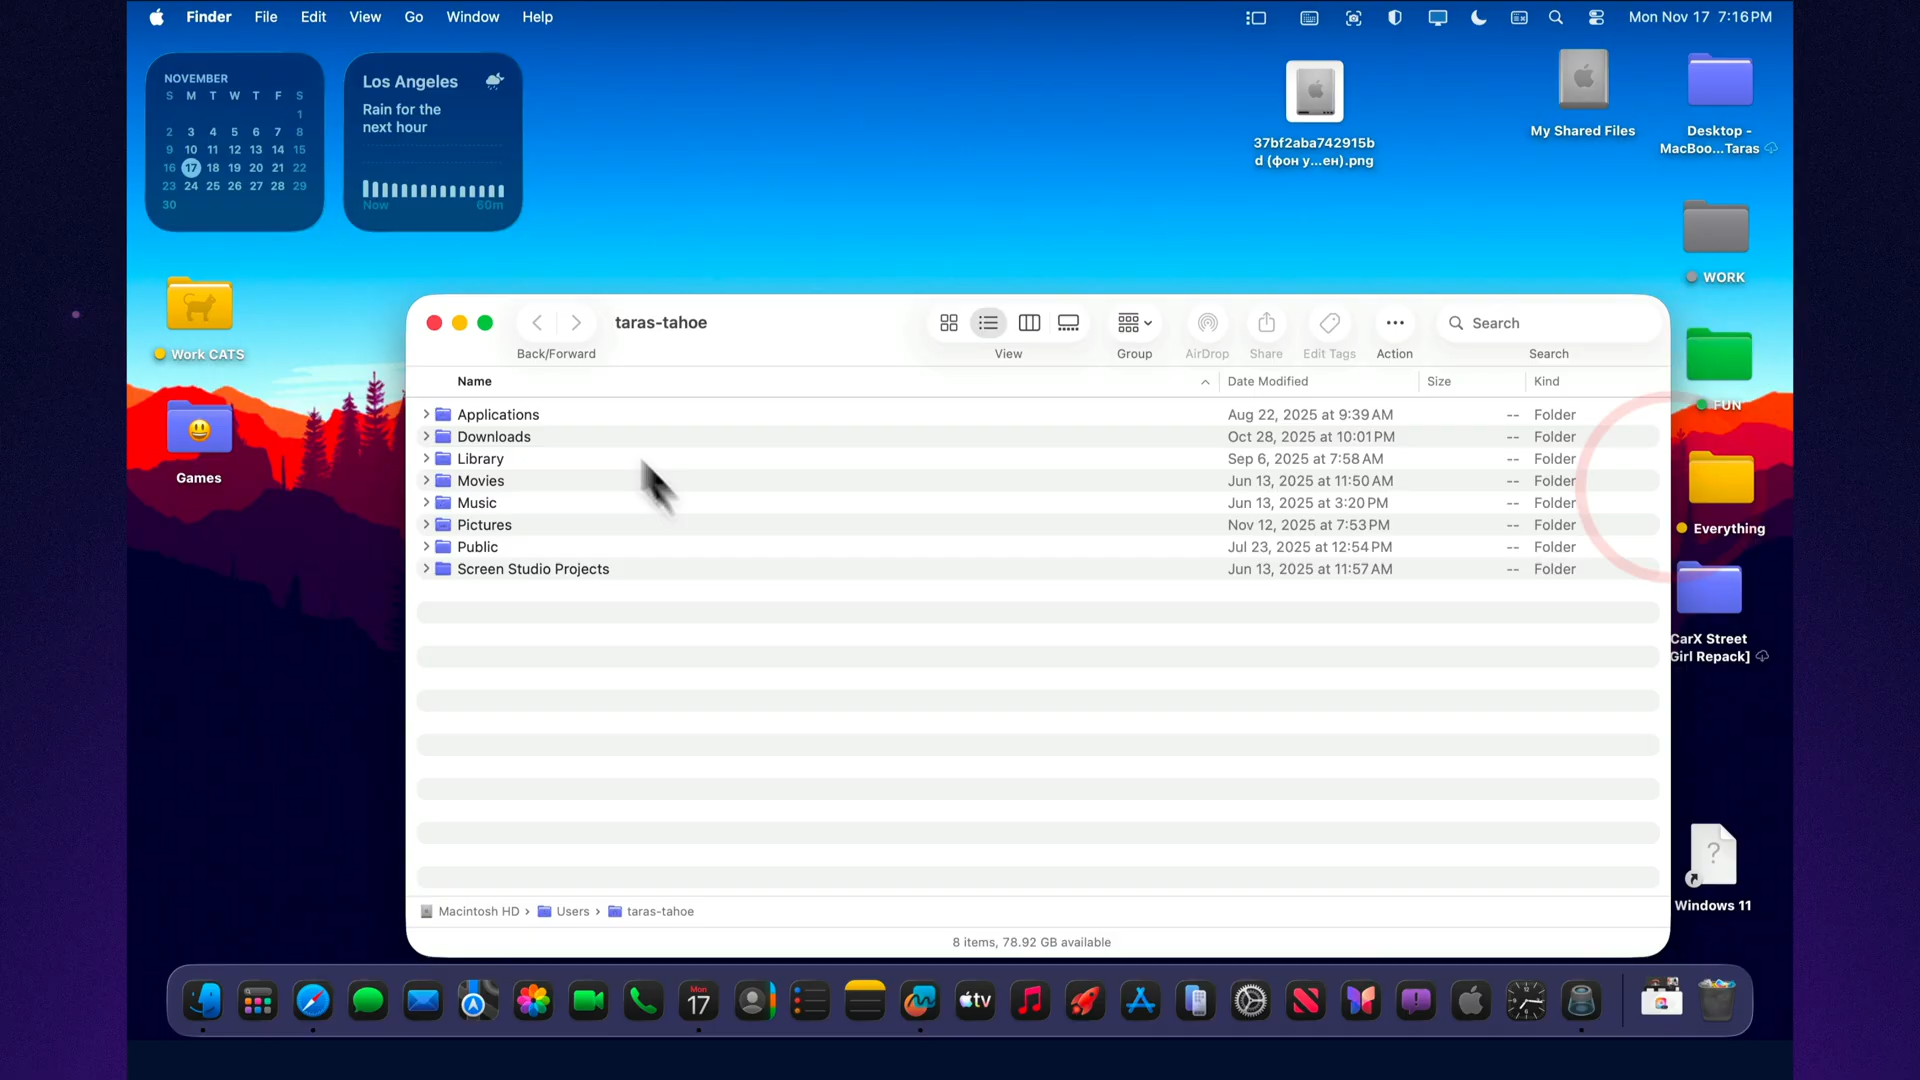 Finder File Edit View Go Window Help
Mon Nov 17 7:16 PM
NOVEMBER
S M T W T F S
1
2 3 4 5 6 7 8
9 10 11 12 13 14 15
16 17 18 19 20 21 22
23 24 25 26 27 28 29
30
Los Angeles
Rain for the
next hour
Now 60m
37bf2aba742915b
d (фон у...ен).png
My Shared Files
Desktop -
MacBoo...Taras
WORK
Work CATS
Games
FUN
Everything
CarX Street
Girl Repack]
Windows 11
taras-tahoe
Search
Back/Forward View Group AirDrop Share Edit Tags Action Search
Name Date Modified Size Kind
Applications Aug 22, 2025 at 9:39 AM -- Folder
Downloads Oct 28, 2025 at 10:01 PM -- Folder
Library Sep 6, 2025 at 7:58 AM -- Folder
Movies Jun 13, 2025 at 11:50 AM -- Folder
Music Jun 13, 2025 at 3:20 PM -- Folder
Pictures Nov 12, 2025 at 7:53 PM -- Folder
Public Jul 23, 2025 at 12:54 PM -- Folder
Screen Studio Projects Jun 13, 2025 at 11:57 AM -- Folder
Macintosh HD › Users › taras-tahoe
8 items, 78.92 GB available
Mon
17
tv